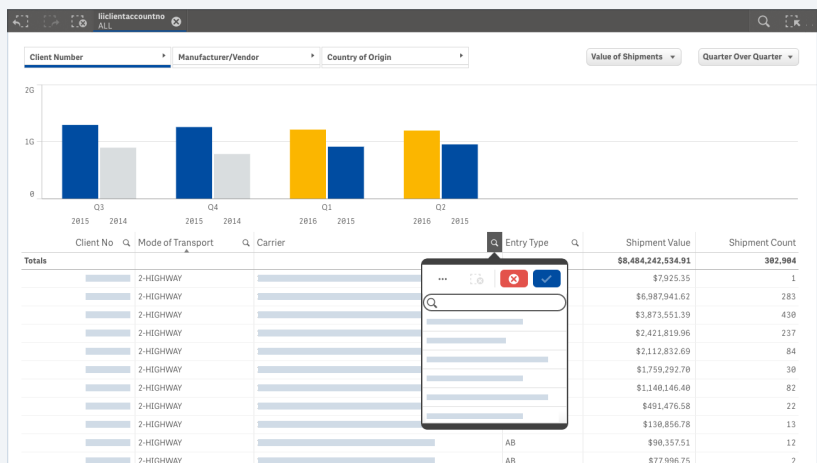 liiclientaccountno
ALL
Client Number
Manufacturer/Vendor
Country of Origin
Value of Shipments
Quarter Over Quarter
2G
1G
0
Q3 Q4 Q1 Q2
2015 2014 2015 2014 2016 2015 2016 2015
Client No Mode of Transport Carrier Entry Type Shipment Value Shipment Count
Totals $8,484,242,534.91 302,904
2-HIGHWAY $7,925.35 1
2-HIGHWAY $6,987,941.62 283
2-HIGHWAY $3,873,551.39 430
2-HIGHWAY $2,421,819.96 237
2-HIGHWAY $2,112,832.69 84
2-HIGHWAY $1,759,292.70 30
2-HIGHWAY $1,140,146.40 82
2-HIGHWAY $491,476.58 22
2-HIGHWAY $130,856.78 13
2-HIGHWAY AB $90,357.51 12
2-HIGHWAY AB $77,996.75 2